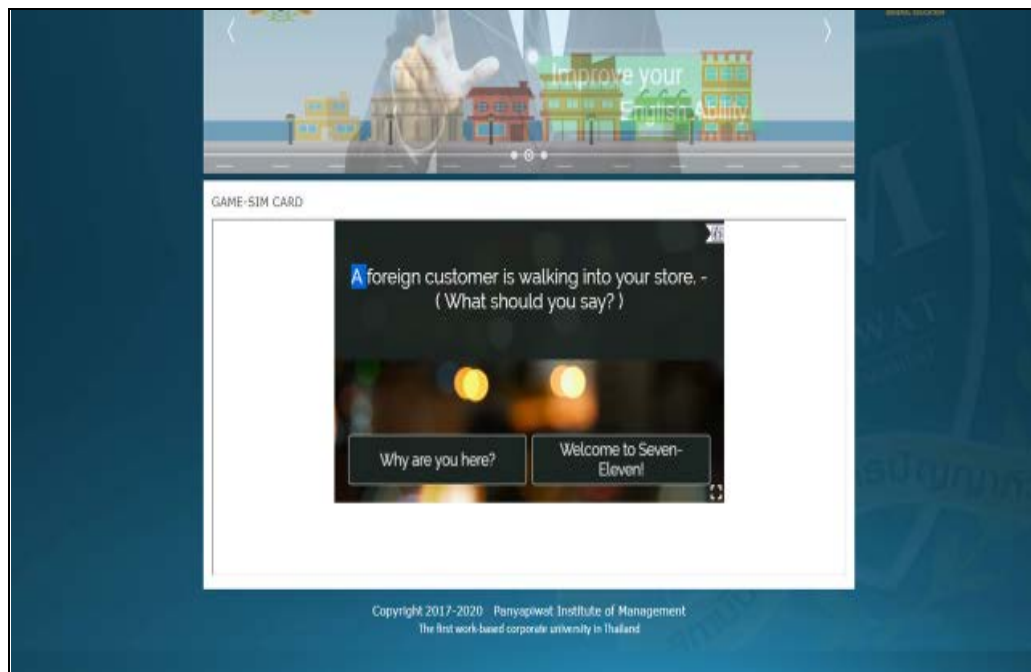 Improve your
English Ability
GAME-SIM CARD
A foreign customer is walking into your store. -
( What should you say? )
Why are you here?
Welcome to Seven-
Eleven!
Copyright 2017-2020 Panyapiwat Institute of Management
The first work-based corporate university in Thailand